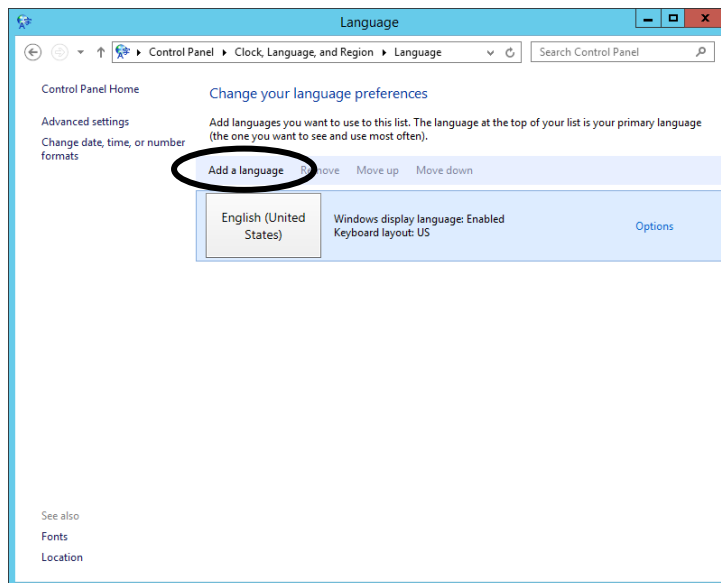 Language
Control Panel Clock, Language, and Region Language
Search Control Panel
Control Panel Home
Advanced settings
Change date, time, or number
formats
Change your language preferences
Add languages you want to use to this list. The language at the top of your list is your primary language
(the one you want to see and use most often).
Add a language Remove Move up Move down
English (United
States)
Windows display language: Enabled
Keyboard layout: US
Options
See also
Fonts
Location